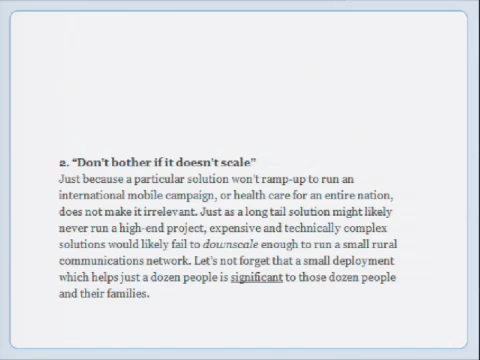 2. “Don’t bother if it doesn’t scale”
Just because a particular solution won’t ramp-up to run an
international mobile campaign, or health care for an entire nation,
does not make it irrelevant. Just as a long tail solution might likely
never run a high-end project, expensive and technically complex
solutions would likely fail to downscale enough to run a small rural
communications network. Let’s not forget that a small deployment
which helps just a dozen people is significant to those dozen people
and their families.